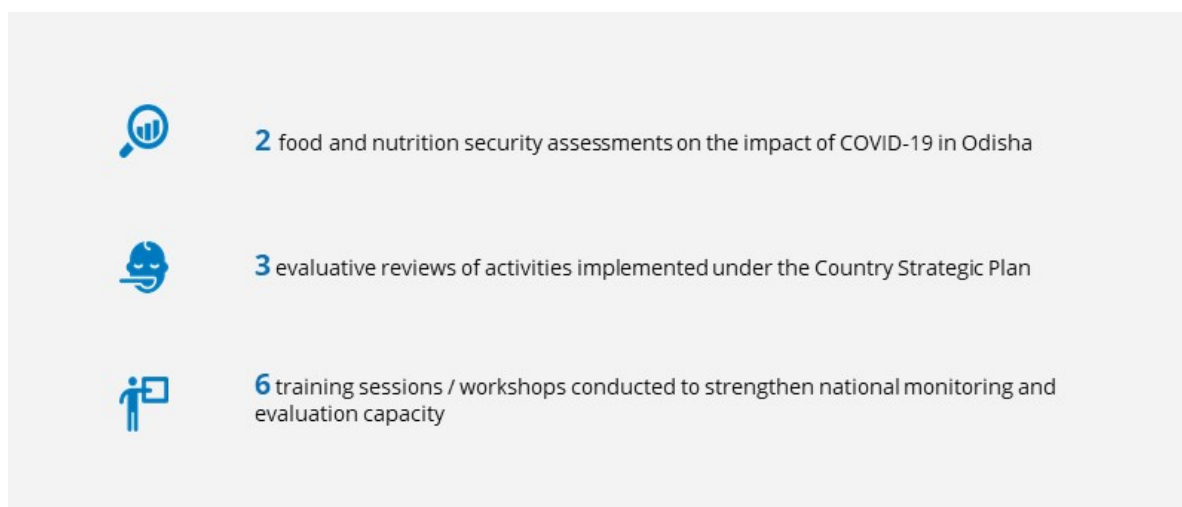 2 food and nutrition security assessments on the impact of COVID-19 in Odisha
3 evaluative reviews of activities implemented under the Country Strategic Plan
6 training sessions / workshops conducted to strengthen national monitoring and
evaluation capacity